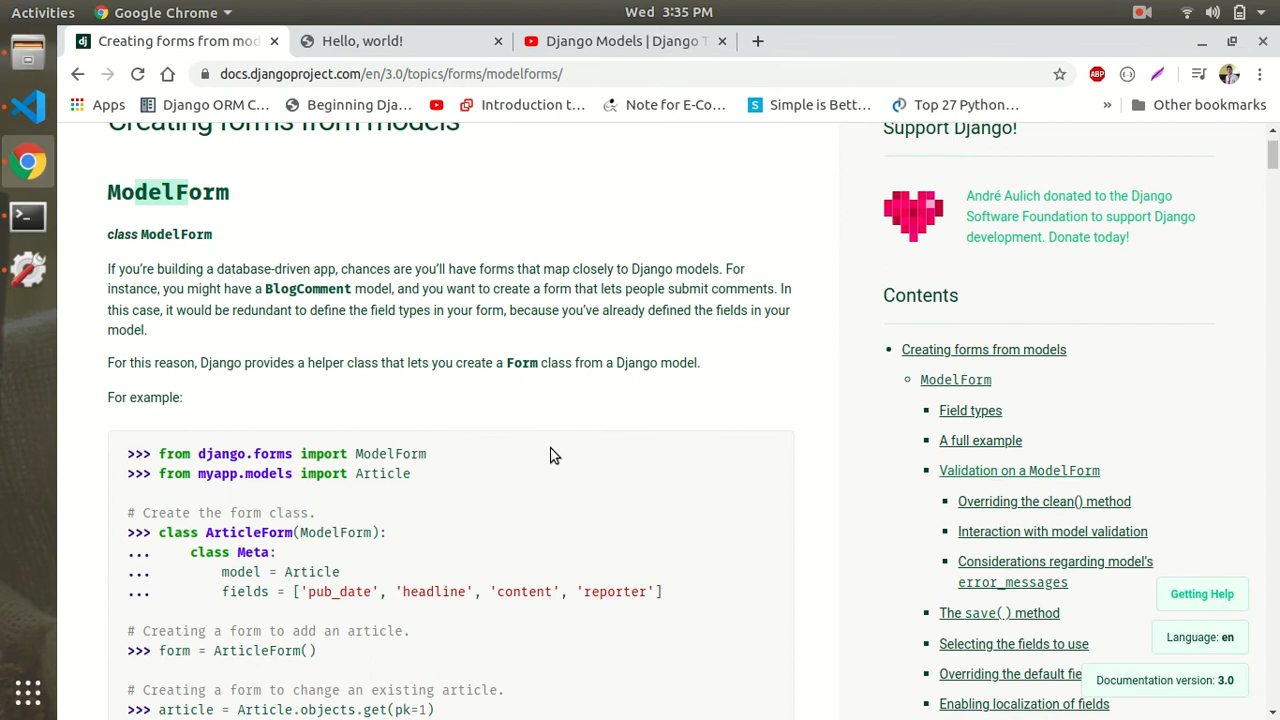 Activities
Google Chrome
Wed 3:35 PM
dj
Creating forms from mod
Hello, world!
Django Models | Django T
docs.djangoproject.com/en/3.0/topics/forms/modelforms/
ABP
Apps
Django ORM C...
Beginning Dja...
Introduction t...
Note for E-Co...
S
Simple is Bett...
Top 27 Python...
»
Other bookmarks
Creating forms from models
ModelForm
class ModelForm
If you’re building a database-driven app, chances are you’ll have forms that map closely to Django models. For
instance, you might have a BlogComment model, and you want to create a form that lets people submit comments. In
this case, it would be redundant to define the field types in your form, because you’ve already defined the fields in your
model.
For this reason, Django provides a helper class that lets you create a Form class from a Django model.
For example:
>>> from django.forms import ModelForm
>>> from myapp.models import Article
# Create the form class.
>>> class ArticleForm(ModelForm):
...     class Meta:
...         model = Article
...         fields = ['pub_date', 'headline', 'content', 'reporter']
# Creating a form to add an article.
>>> form = ArticleForm()
# Creating a form to change an existing article.
>>> article = Article.objects.get(pk=1)
Support Django!
André Aulich donated to the Django
Software Foundation to support Django
development. Donate today!
Contents
Creating forms from models
ModelForm
Field types
A full example
Validation on a ModelForm
Overriding the clean() method
Interaction with model validation
Considerations regarding model’s
error_messages
The save() method
Selecting the fields to use
Overriding the default fie
Enabling localization of fields
Getting Help
Language: en
Documentation version: 3.0